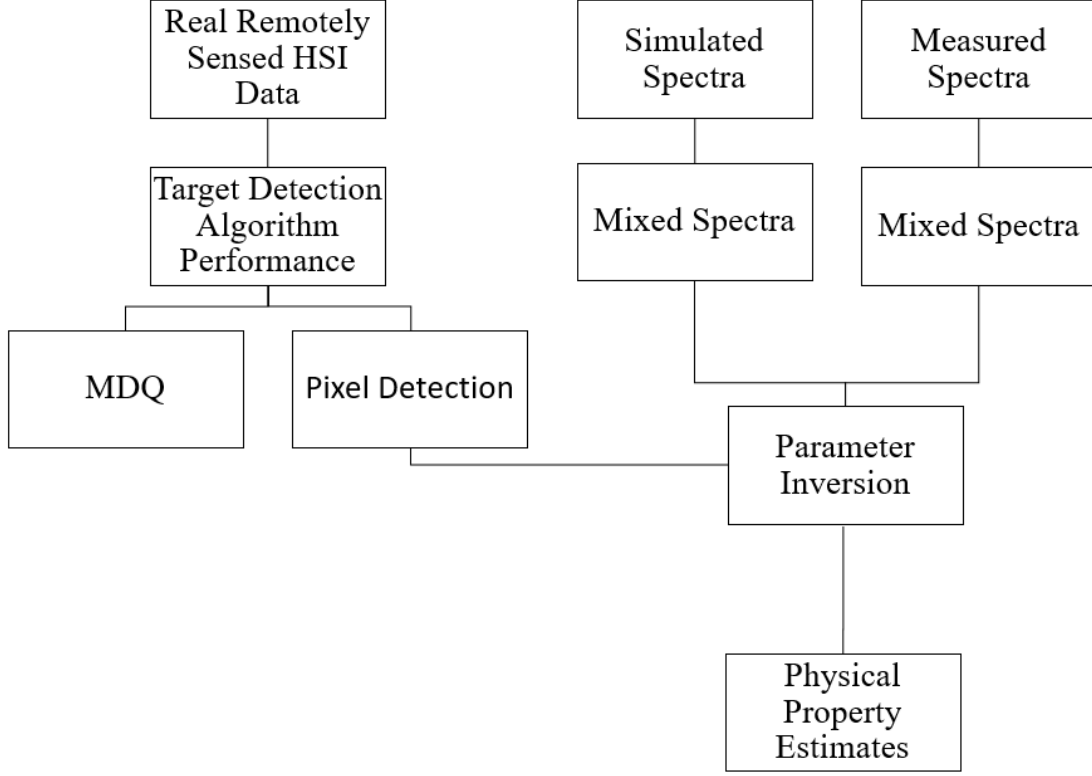 Real Remotely
Sensed HSI
Data
Simulated
Spectra
Measured
Spectra
Target Detection
Algorithm
Performance
Mixed Spectra
Mixed Spectra
MDQ
Pixel Detection
Parameter
Inversion
Physical
Property
Estimates